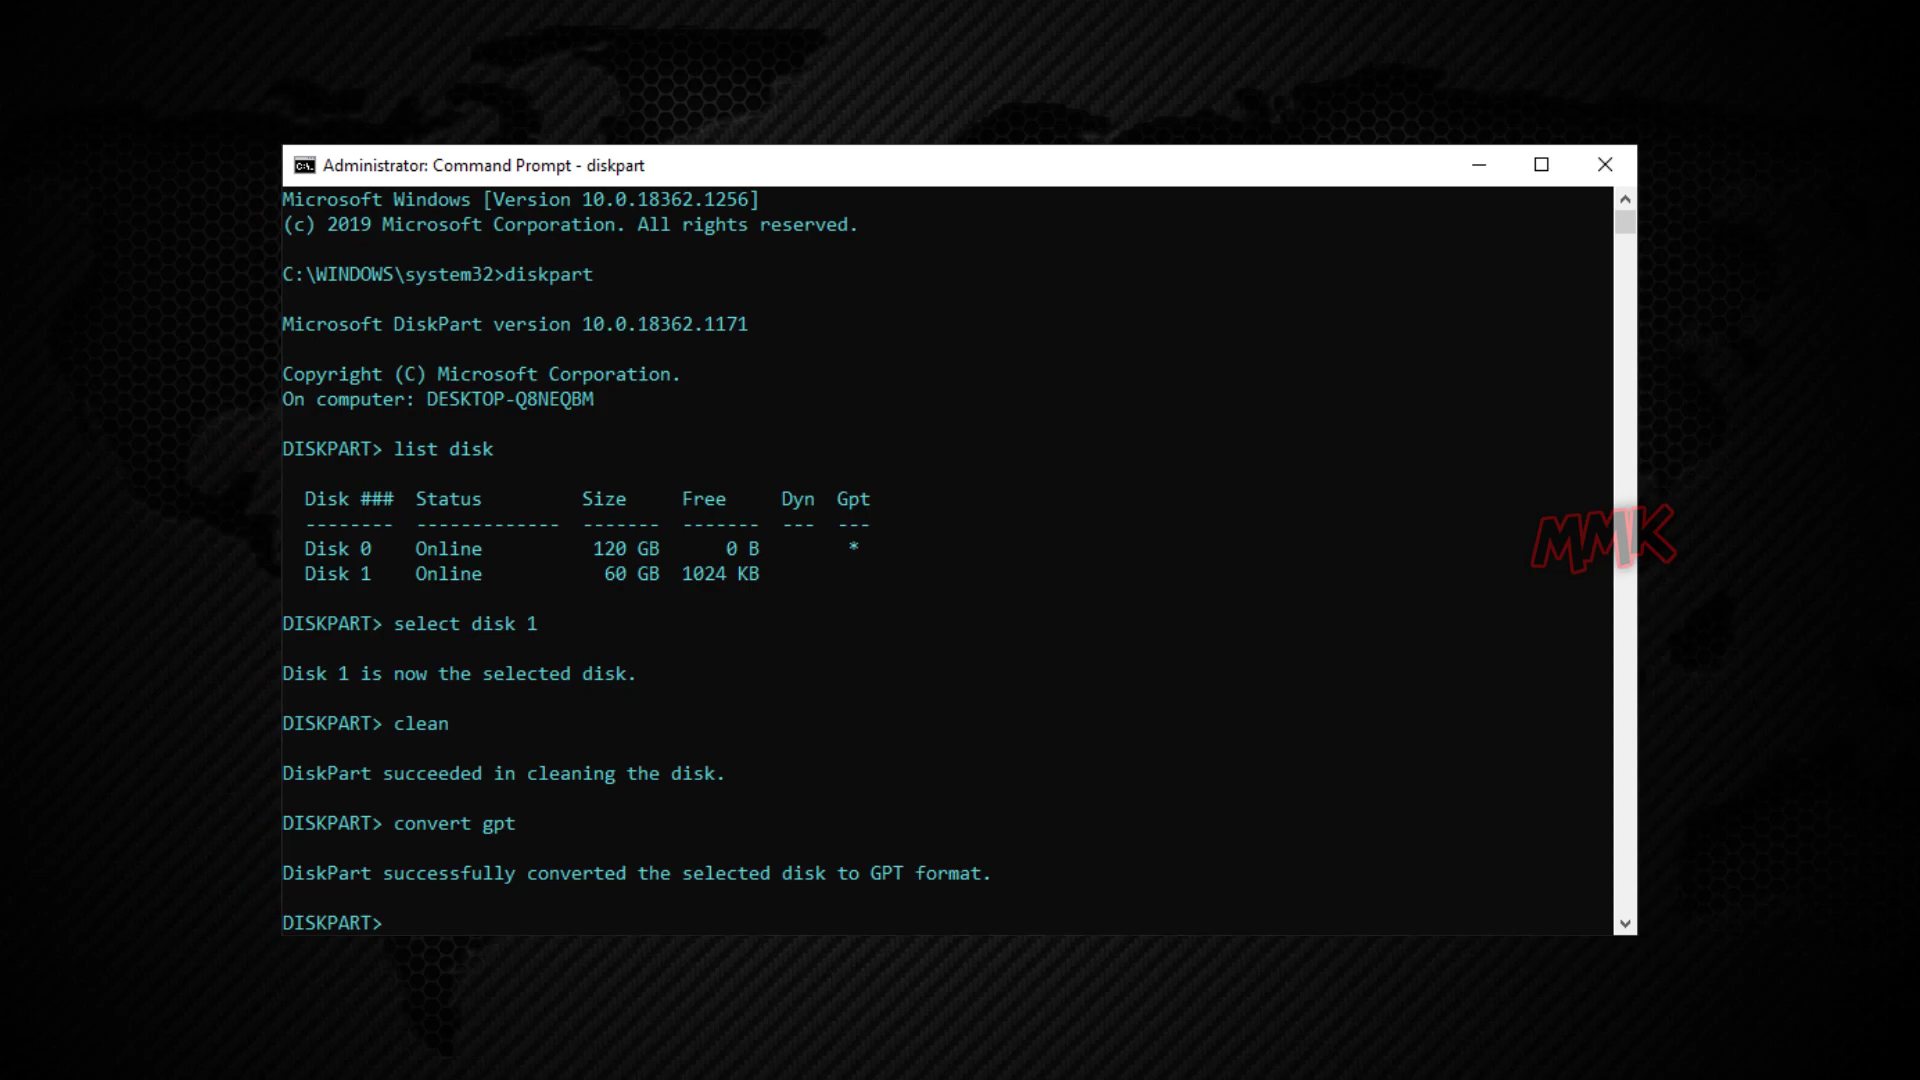 Administrator: Command Prompt - diskpart
Microsoft Windows [Version 10.0.18362.1256]
(c) 2019 Microsoft Corporation. All rights reserved.
C:\WINDOWS\system32>diskpart
Microsoft DiskPart version 10.0.18362.1171
Copyright (C) Microsoft Corporation.
On computer: DESKTOP-Q8NEQBM
DISKPART> list disk
  Disk ###  Status         Size     Free     Dyn  Gpt
  --------  -------------  -------  -------  ---  ---
  Disk 0    Online          120 GB      0 B        *
  Disk 1    Online           60 GB  1024 KB
MMK
DISKPART> select disk 1
Disk 1 is now the selected disk.
DISKPART> clean
DiskPart succeeded in cleaning the disk.
DISKPART> convert gpt
DiskPart successfully converted the selected disk to GPT format.
DISKPART>